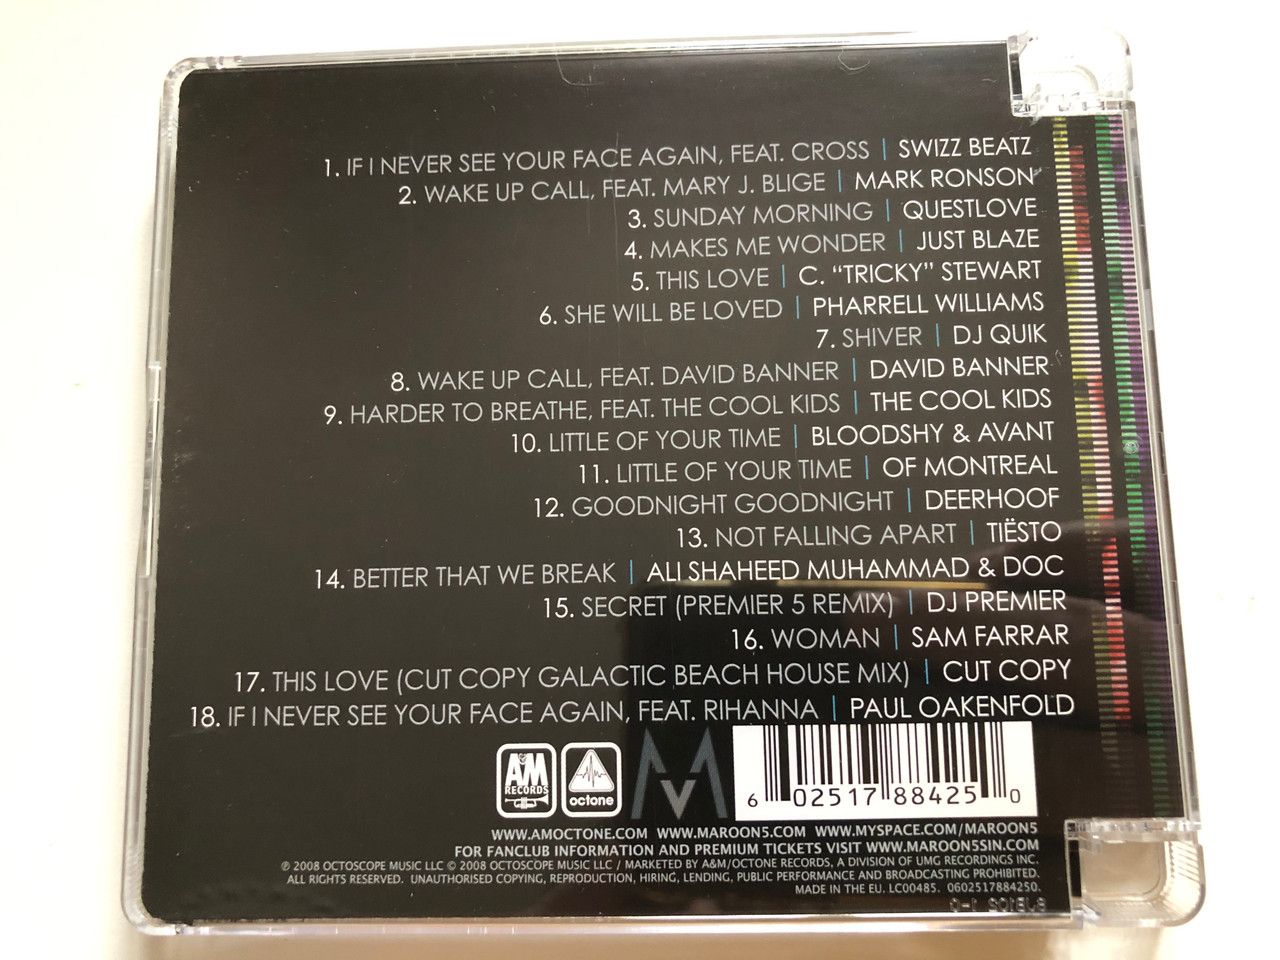 1. IF I NEVER SEE YOUR FACE AGAIN, FEAT. CROSS | SWIZZ BEATZ
2. WAKE UP CALL, FEAT. MARY J. BLIGE | MARK RONSON
3. SUNDAY MORNING | QUESTLOVE
4. MAKES ME WONDER | JUST BLAZE
5. THIS LOVE | C. “TRICKY” STEWART
6. SHE WILL BE LOVED | PHARRELL WILLIAMS
7. SHIVER | DJ QUIK
8. WAKE UP CALL, FEAT. DAVID BANNER | DAVID BANNER
9. HARDER TO BREATHE, FEAT. THE COOL KIDS | THE COOL KIDS
10. LITTLE OF YOUR TIME | BLOODSHY & AVANT
11. LITTLE OF YOUR TIME | OF MONTREAL
12. GOODNIGHT GOODNIGHT | DEERHOOF
13. NOT FALLING APART | TIËSTO
14. BETTER THAT WE BREAK | ALI SHAHEED MUHAMMAD & DOC
15. SECRET (PREMIER 5 REMIX) | DJ PREMIER
16. WOMAN | SAM FARRAR
17. THIS LOVE (CUT COPY GALACTIC BEACH HOUSE MIX) | CUT COPY
18. IF I NEVER SEE YOUR FACE AGAIN, FEAT. RIHANNA | PAUL OAKENFOLD
A&M RECORDS
octone
M V
6 02517 88425 0
WWW.AMOCTONE.COM WWW.MAROON5.COM WWW.MYSPACE.COM/MAROON5
FOR FANCLUB INFORMATION AND PREMIUM TICKETS VISIT WWW.MAROON5SIN.COM
℗ 2008 OCTOSCOPE MUSIC LLC © 2008 OCTOSCOPE MUSIC LLC / MARKETED BY A&M/OCTONE RECORDS, A DIVISION OF UMG RECORDINGS INC.
ALL RIGHTS RESERVED. UNAUTHORISED COPYING, REPRODUCTION, HIRING, LENDING, PUBLIC PERFORMANCE AND BROADCASTING PROHIBITED.
MADE IN THE EU. LC00485. 0602517884250.